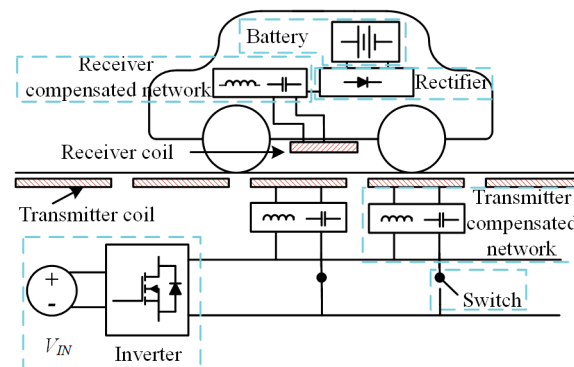 Battery
Receiver
compensated network
Rectifier
Receiver coil
Transmitter coil
Transmitter
compensated
network
+
-
Switch
V_IN
Inverter